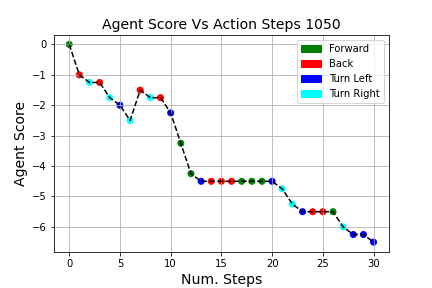 Agent Score Vs Action Steps 1050
Forward
Back
Turn Left
Turn Right
Agent Score
0
−1
−2
−3
−4
−5
−6
0 5 10 15 20 25 30
Num. Steps